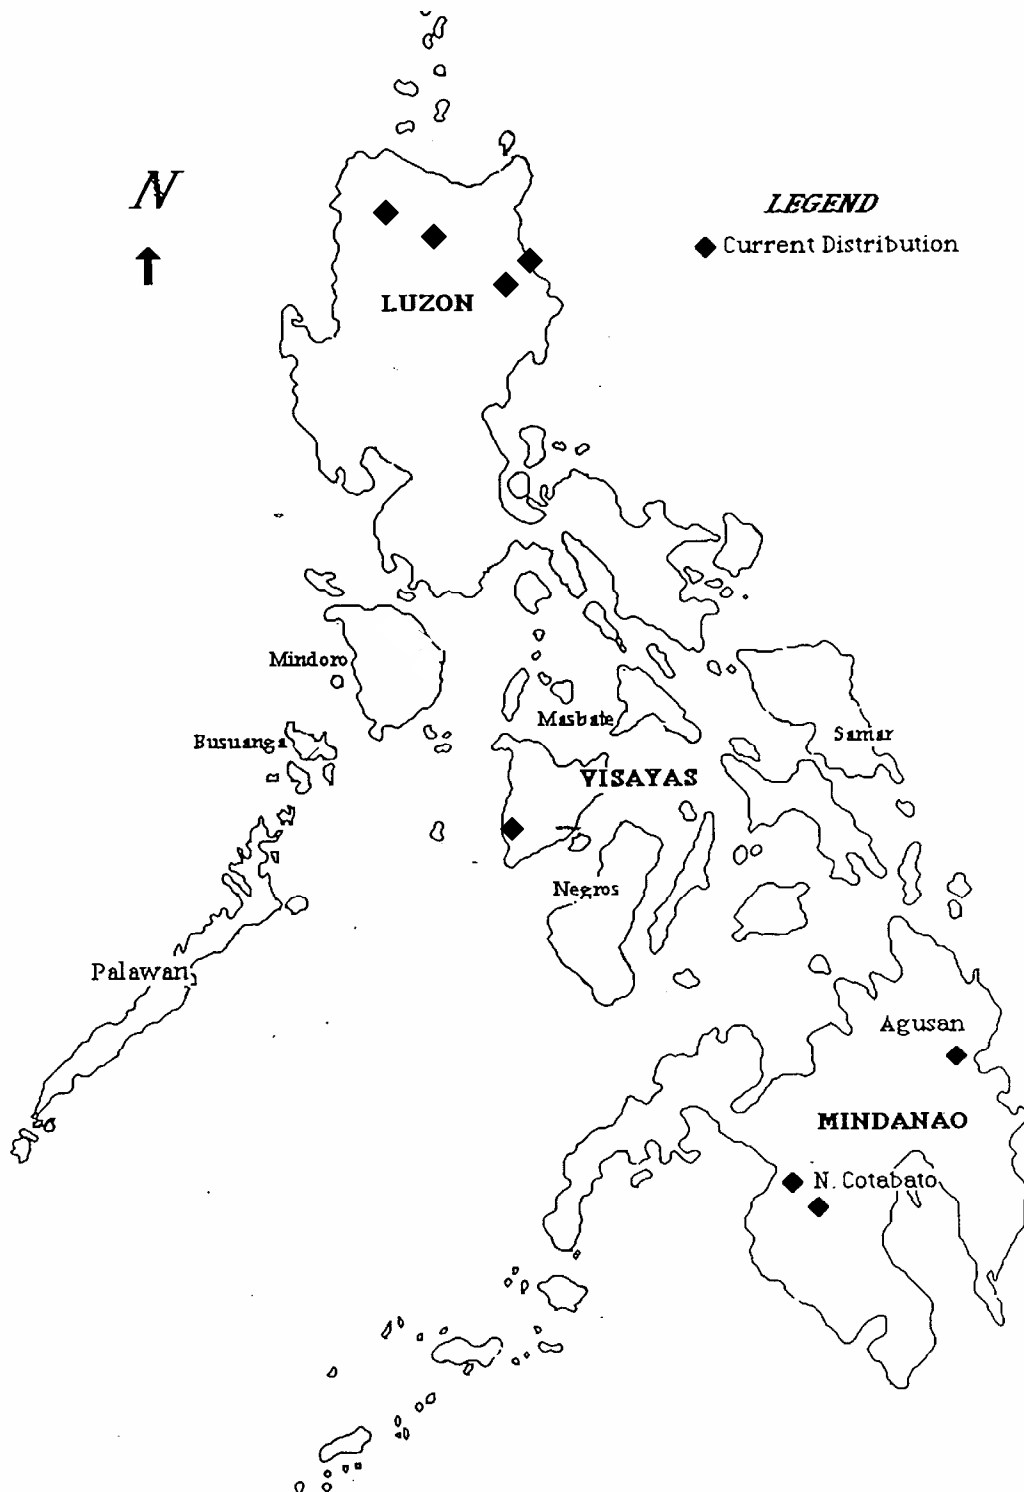 N
LEGEND
Current Distribution
LUZON
Mindoro
Masbate
Busuanga
Samar
VISAYAS
Negros
Palawan
Agusan
MINDANAO
N. Cotabato